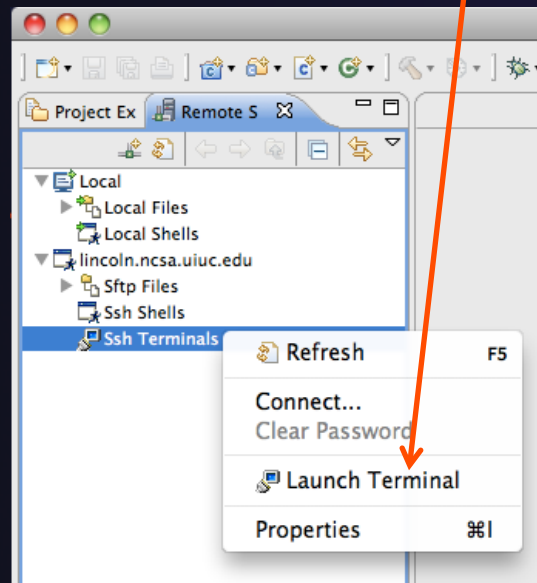 Project Ex Remote S
Local
Local Files
Local Shells
lincoln.ncsa.uiuc.edu
Sftp Files
Ssh Shells
Ssh Terminals
Refresh F5
Connect...
Clear Password
Launch Terminal
Properties ⌘I